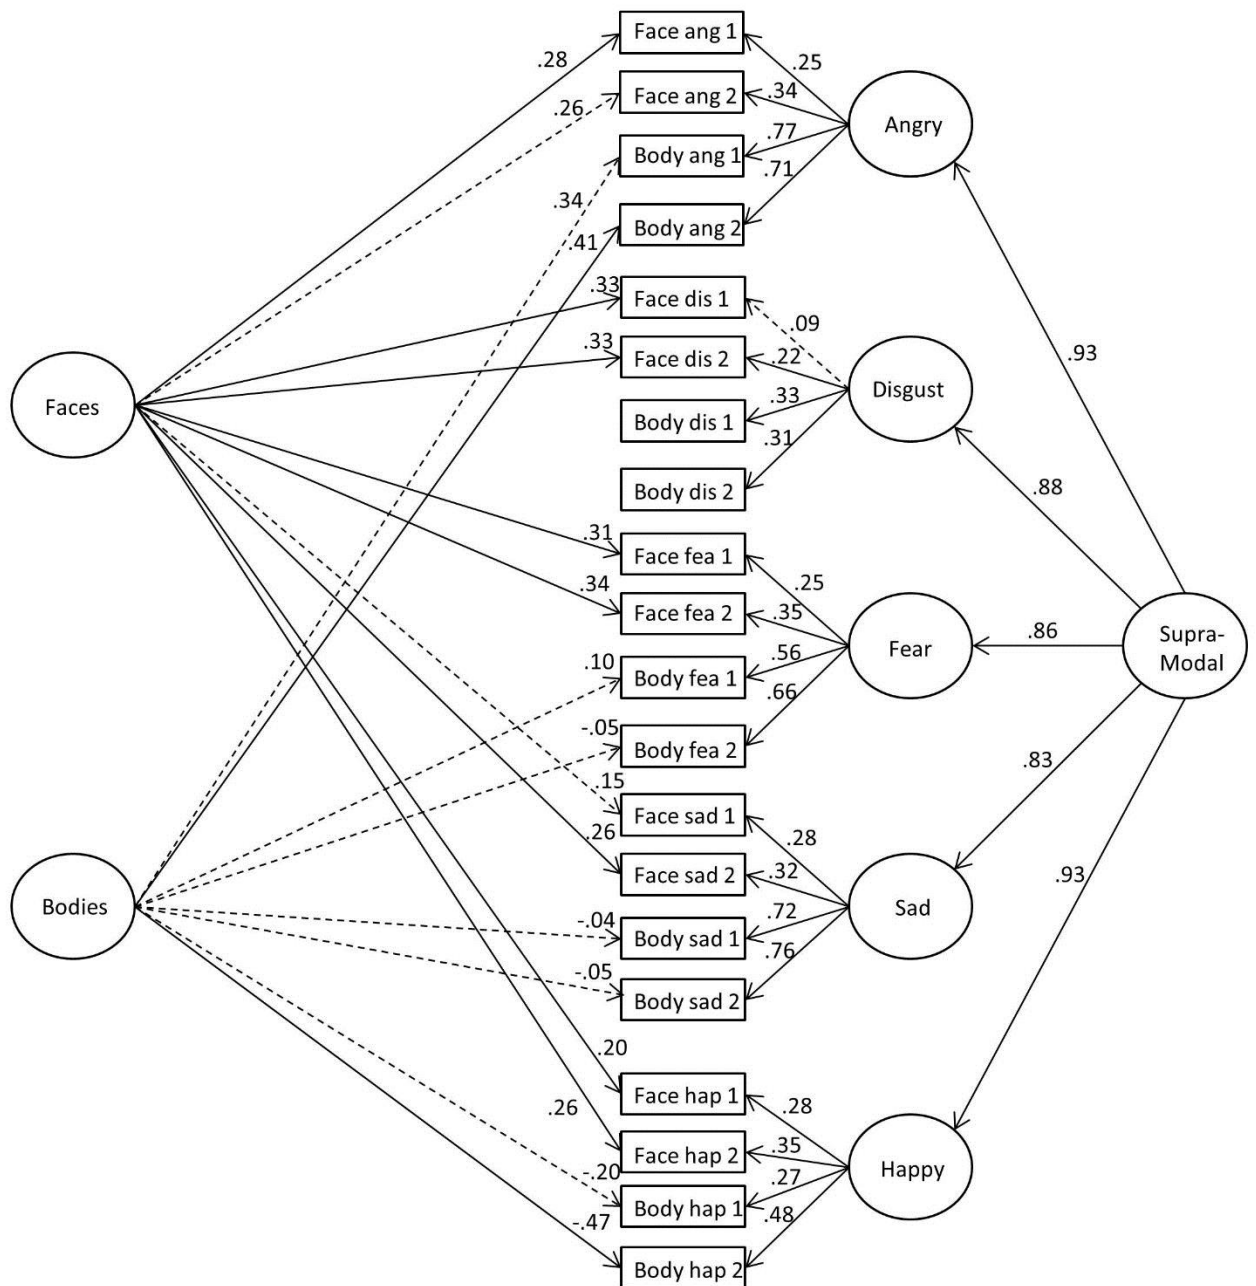 Face ang 1
.28
.25
Face ang 2
.26
.34
Angry
Body ang 1
.77
.34
.71
Body ang 2
.41
Face dis 1
.33
.09
Face dis 2
.33
.22
.93
Faces
Disgust
Body dis 1
.33
.31
Body dis 2
.88
Face fea 1
.31
.25
Face fea 2
.34
.35
Fear
.86
Supra-
Modal
Body fea 1
.10
.56
.66
Body fea 2
-.05
.83
.15
Face sad 1
.28
.26
Face sad 2
.32
.93
Bodies
Sad
Body sad 1
-.04
.72
.76
-.05
Body sad 2
.20
Face hap 1
.28
.26
Face hap 2
.35
Happy
-.20
.27
Body hap 1
-.47
.48
Body hap 2